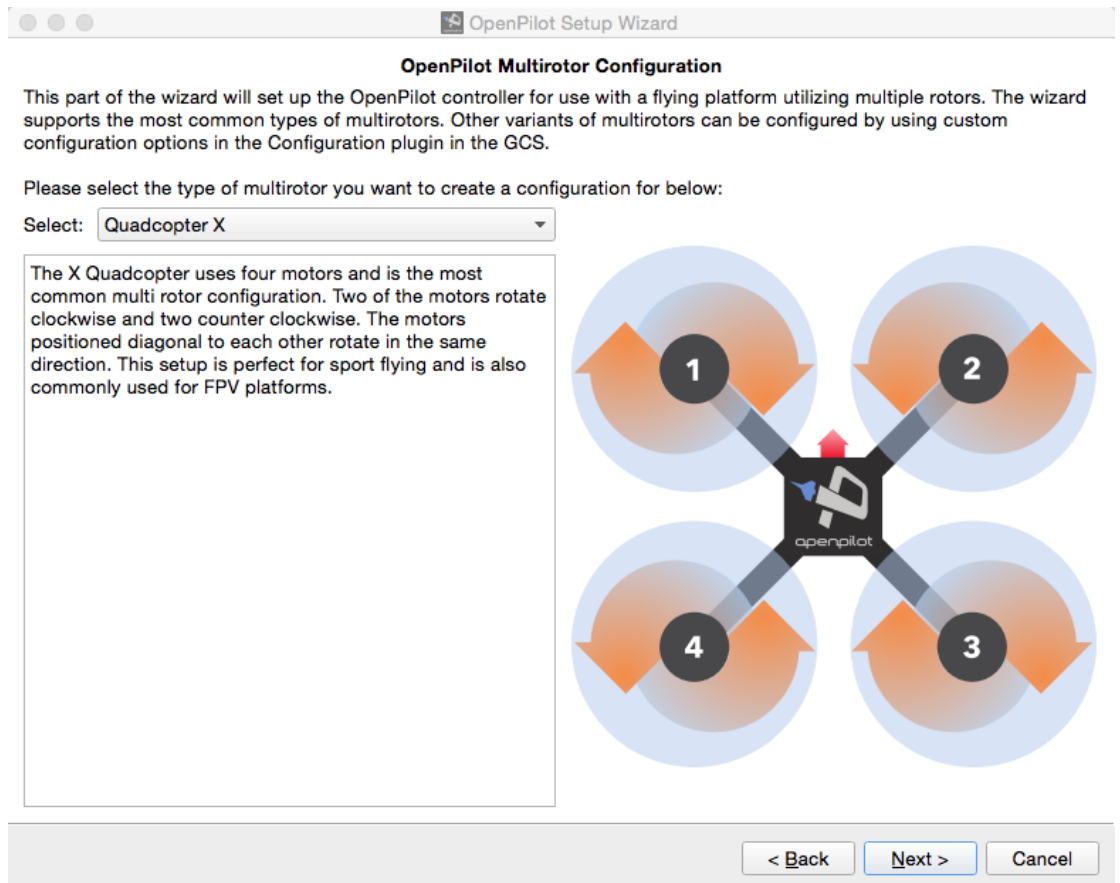 OpenPilot Setup Wizard
OpenPilot Multirotor Configuration
This part of the wizard will set up the OpenPilot controller for use with a flying platform utilizing multiple rotors. The wizard
supports the most common types of multirotors. Other variants of multirotors can be configured by using custom
configuration options in the Configuration plugin in the GCS.
Please select the type of multirotor you want to create a configuration for below:
Select: Quadcopter X
The X Quadcopter uses four motors and is the most
common multi rotor configuration. Two of the motors rotate
clockwise and two counter clockwise. The motors
positioned diagonal to each other rotate in the same
direction. This setup is perfect for sport flying and is also
commonly used for FPV platforms.
1 2
openpilot
4 3
< Back Next > Cancel